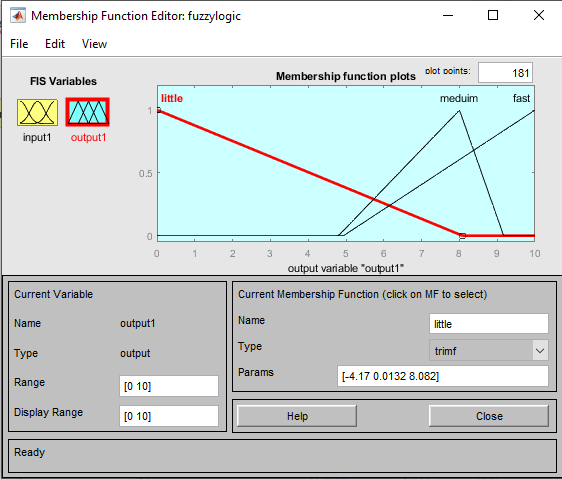 Membership Function Editor: fuzzylogic
File Edit View
FIS Variables
Membership function plots
plot points:
181
input1
output1
little
meduim
fast
1
0.5
0
0 1 2 3 4 5 6 7 8 9 10
output variable "output1"
Current Variable
Name output1
Type output
Range [0 10]
Display Range [0 10]
Current Membership Function (click on MF to select)
Name little
Type trimf
Params [-4.17 0.0132 8.082]
Help Close
Ready